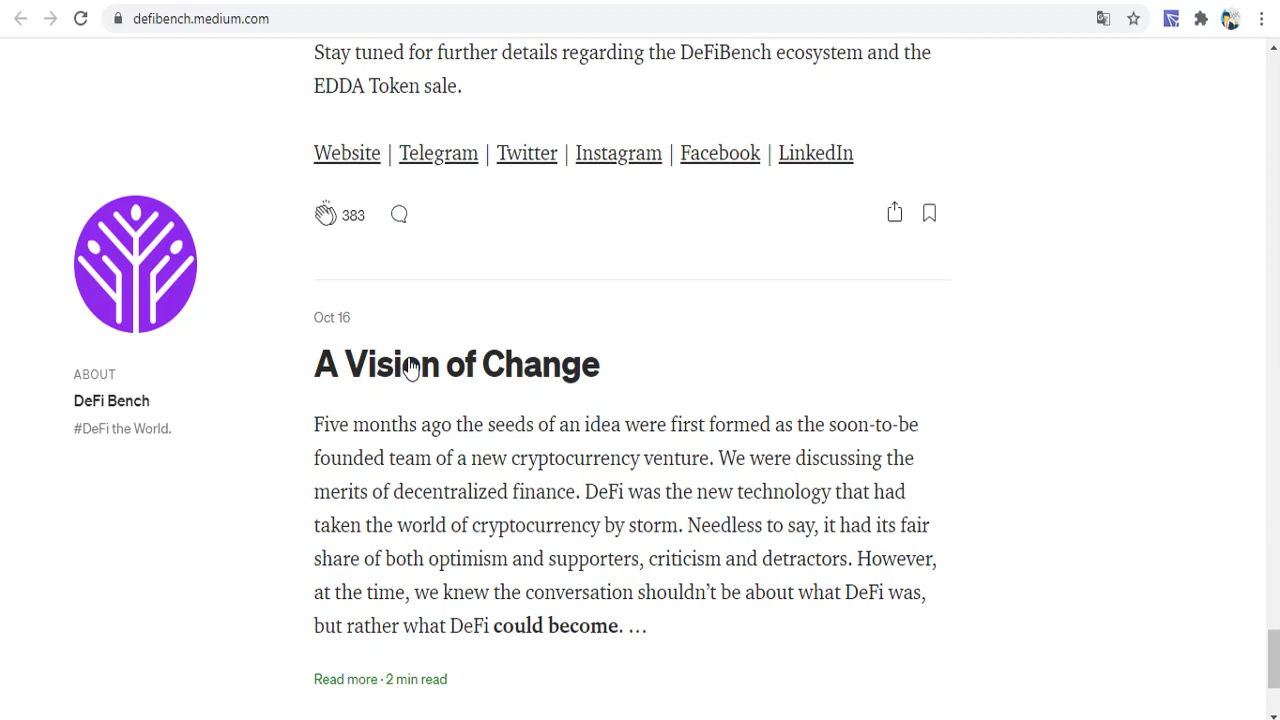 defibench.medium.com
Stay tuned for further details regarding the DeFiBench ecosystem and the
EDDA Token sale.
Website | Telegram | Twitter | Instagram | Facebook | LinkedIn
383
Oct 16
A Vision of Change
ABOUT
DeFi Bench
#DeFi the World.
Five months ago the seeds of an idea were first formed as the soon-to-be
founded team of a new cryptocurrency venture. We were discussing the
merits of decentralized finance. DeFi was the new technology that had
taken the world of cryptocurrency by storm. Needless to say, it had its fair
share of both optimism and supporters, criticism and detractors. However,
at the time, we knew the conversation shouldn’t be about what DeFi was,
but rather what DeFi could become. …
Read more · 2 min read